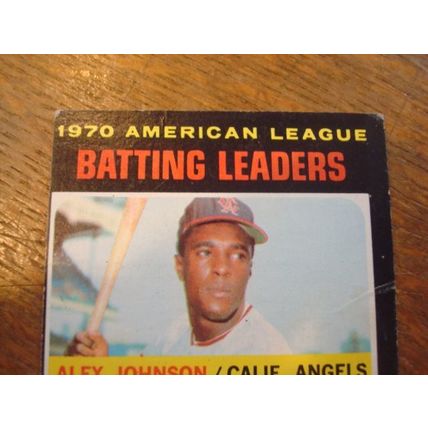 1970 AMERICAN LEAGUE
BATTING LEADERS
ALEX JOHNSON / CALIF. ANGELS